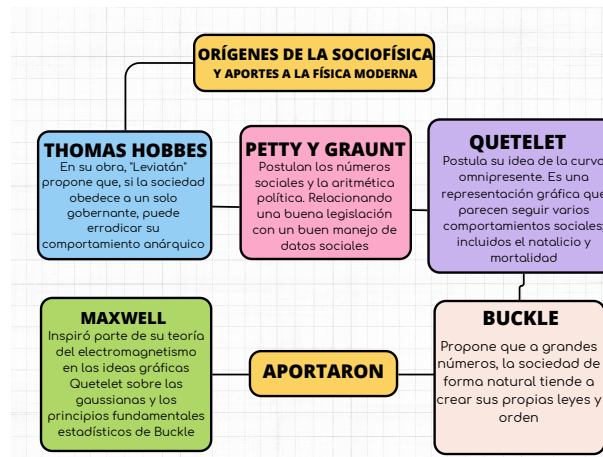 ORÍGENES DE LA SOCIOFÍSICA
Y APORTES A LA FÍSICA MODERNA
THOMAS HOBBES
En su obra, "Leviatán"
propone que, si la sociedad
obedece a un solo
gobernante, puede
erradicar su
comportamiento anárquico
PETTY Y GRAUNT
Postulan los números
sociales y la aritmética
política. Relacionando
una buena legislación
con un buen manejo de
datos sociales
QUETELET
Postula su idea de la curva
omnipresente. Es una
representación gráfica que
parecen seguir varios
comportamientos sociales;
incluidos el natalicio y
mortalidad
MAXWELL
Inspiró parte de su teoría
del electromagnetismo
en las ideas gráficas
Quetelet sobre las
gaussianas y los
principios fundamentales
estadísticos de Buckle
APORTARON
BUCKLE
Propone que a grandes
números, la sociedad de
forma natural tiende a
crear sus propias leyes y
orden